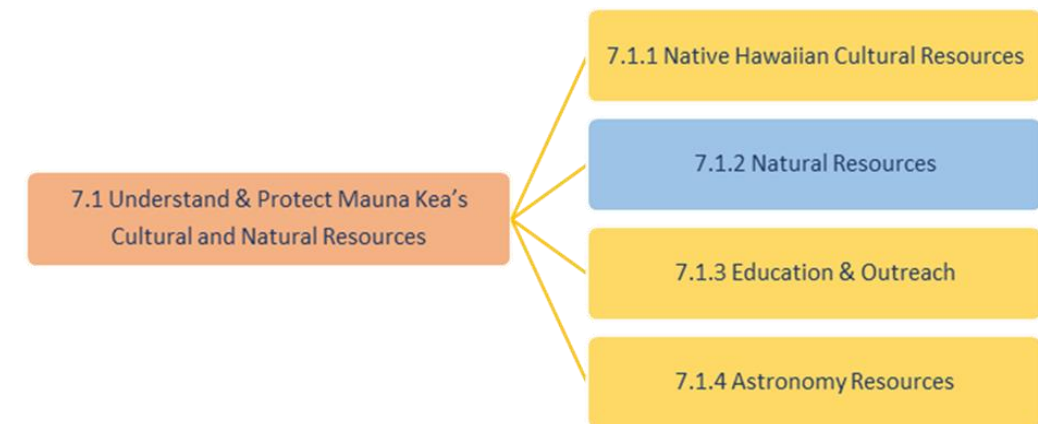 7.1.1 Native Hawaiian Cultural Resources
7.1.2 Natural Resources
7.1 Understand & Protect Mauna Kea’s
Cultural and Natural Resources
7.1.3 Education & Outreach
7.1.4 Astronomy Resources